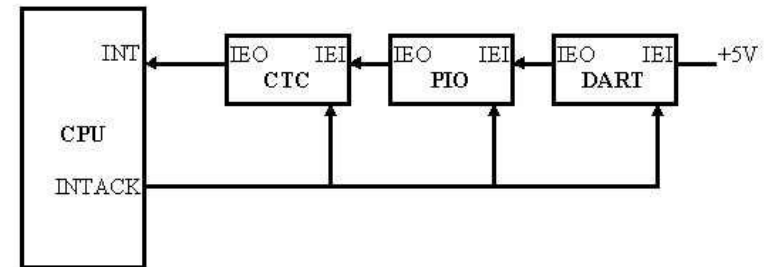 INT IEO IEI IEO IEI IEO IEI +5V
CTC PIO DART
CPU
INTACK